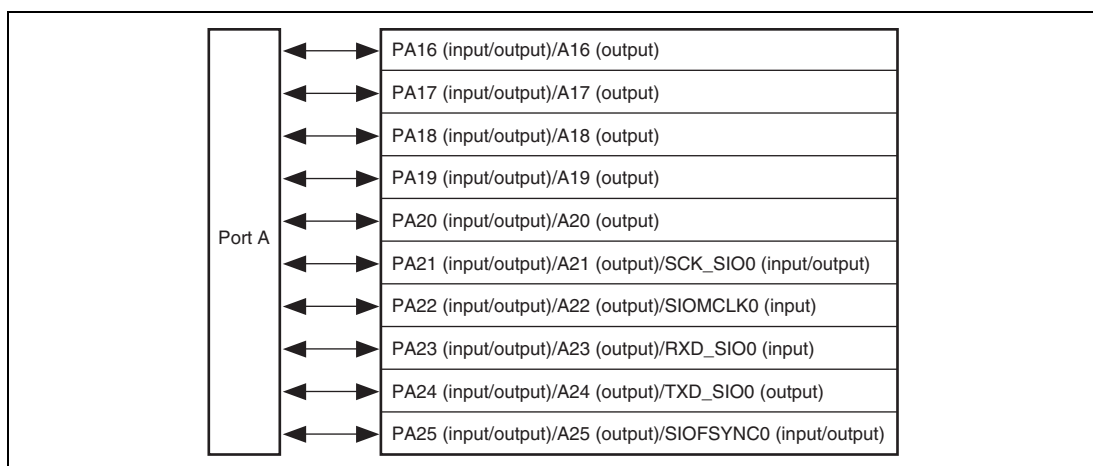 Port A
PA16 (input/output)/A16 (output)
PA17 (input/output)/A17 (output)
PA18 (input/output)/A18 (output)
PA19 (input/output)/A19 (output)
PA20 (input/output)/A20 (output)
PA21 (input/output)/A21 (output)/SCK_SIO0 (input/output)
PA22 (input/output)/A22 (output)/SIOMCLK0 (input)
PA23 (input/output)/A23 (output)/RXD_SIO0 (input)
PA24 (input/output)/A24 (output)/TXD_SIO0 (output)
PA25 (input/output)/A25 (output)/SIOFSYNC0 (input/output)